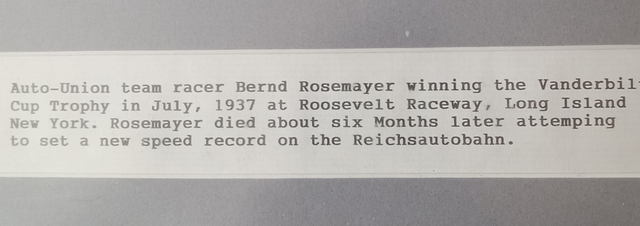 Auto-Union team racer Bernd Rosemayer winning the Vanderbil
Cup Trophy in July, 1937 at Roosevelt Raceway, Long Island
New York. Rosemayer died about six Months later attemping
to set a new speed record on the Reichsautobahn.